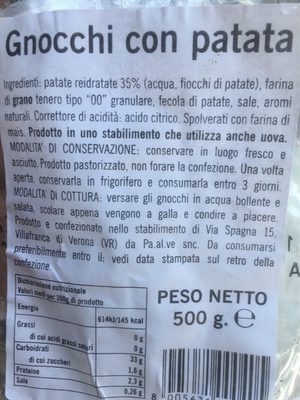 Gnocchi con patata
Ingredienti: patate reidratate 35% (acqua, fiocchi di patate), farina
di grano tenero tipo "00" granulare, fecola di patate, sale, aromi
naturali. Correttore di acidità: acido citrico. Spolverati con farina di
mais. Prodotto in uno stabilimento che utilizza anche uova.
MODALITA' DI CONSERVAZIONE: conservare in luogo fresco e
asciutto. Prodotto pastorizzato, non forare la confezione. Una volta
aperta, conservarla in frigorifero e consumarla entro 3 giorni.
MODALITA' DI COTTURA: versare gli gnocchi in acqua bollente e
salata, scolare appena vengono a galla e condire a piacere.
Prodotto e confezionato nello stabilimento di Via Spagna 15,
Villafranca di Verona (VR) da Pa.al.ve snc. Da consumarsi
preferibilmente entro il: vedi data stampata sul retro della
confezione.
Dichiarazione nutrizionale
Valori medi per 100g di prodotto
Energia
614kJ/145 kcal
Grassi
0 g
di cui acidi grassi saturi
0 g
Carboidrati
33 g
di cui zuccheri
1,6 g
Proteine
2,3 g
Sale
0,26 g
PESO NETTO
500 g. e